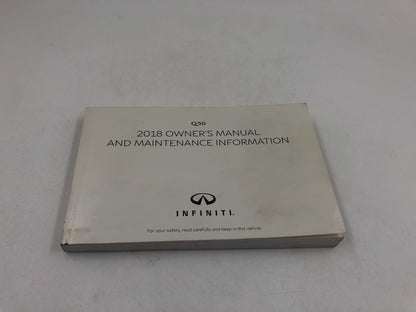 Q50
2018 OWNER'S MANUAL
AND MAINTENANCE INFORMATION
INFINITI.
For your safety, read carefully and keep in this vehicle.